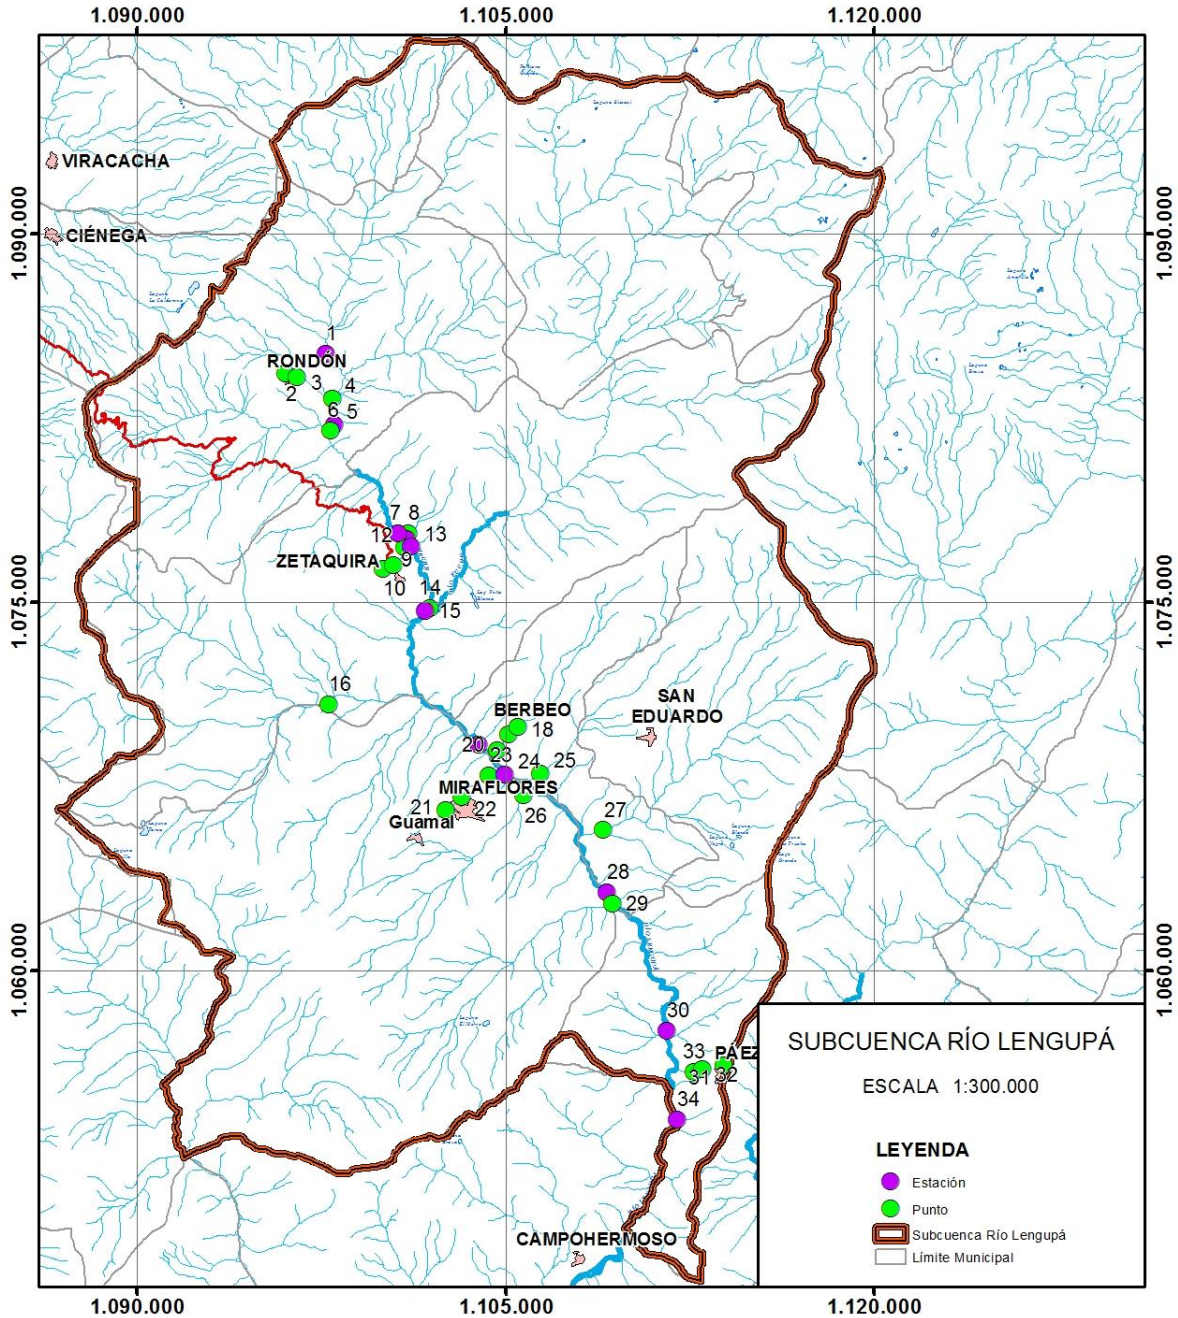 1.090.000
1.105.000
1.120.000
VIRACACHA
CIÉNEGA
1.090.000
1.090.000
1
RONDÓN
2
3
4
6
5
7
8
12
13
ZETAQUIRA
9
10
14
15
1.075.000
1.075.000
16
SAN
EDUARDO
BERBEO
18
20
23
24
25
MIRAFLORES
21
22
26
Guamal
27
28
29
1.060.000
1.060.000
30
33
PÁEZ
31
32
34
CAMPOHERMOSO
SUBCUENCA RÍO LENGUPÁ
ESCALA 1:300.000
LEYENDA
Estación
Punto
Subcuenca Río Lengupá
Límite Municipal
1.090.000
1.105.000
1.120.000